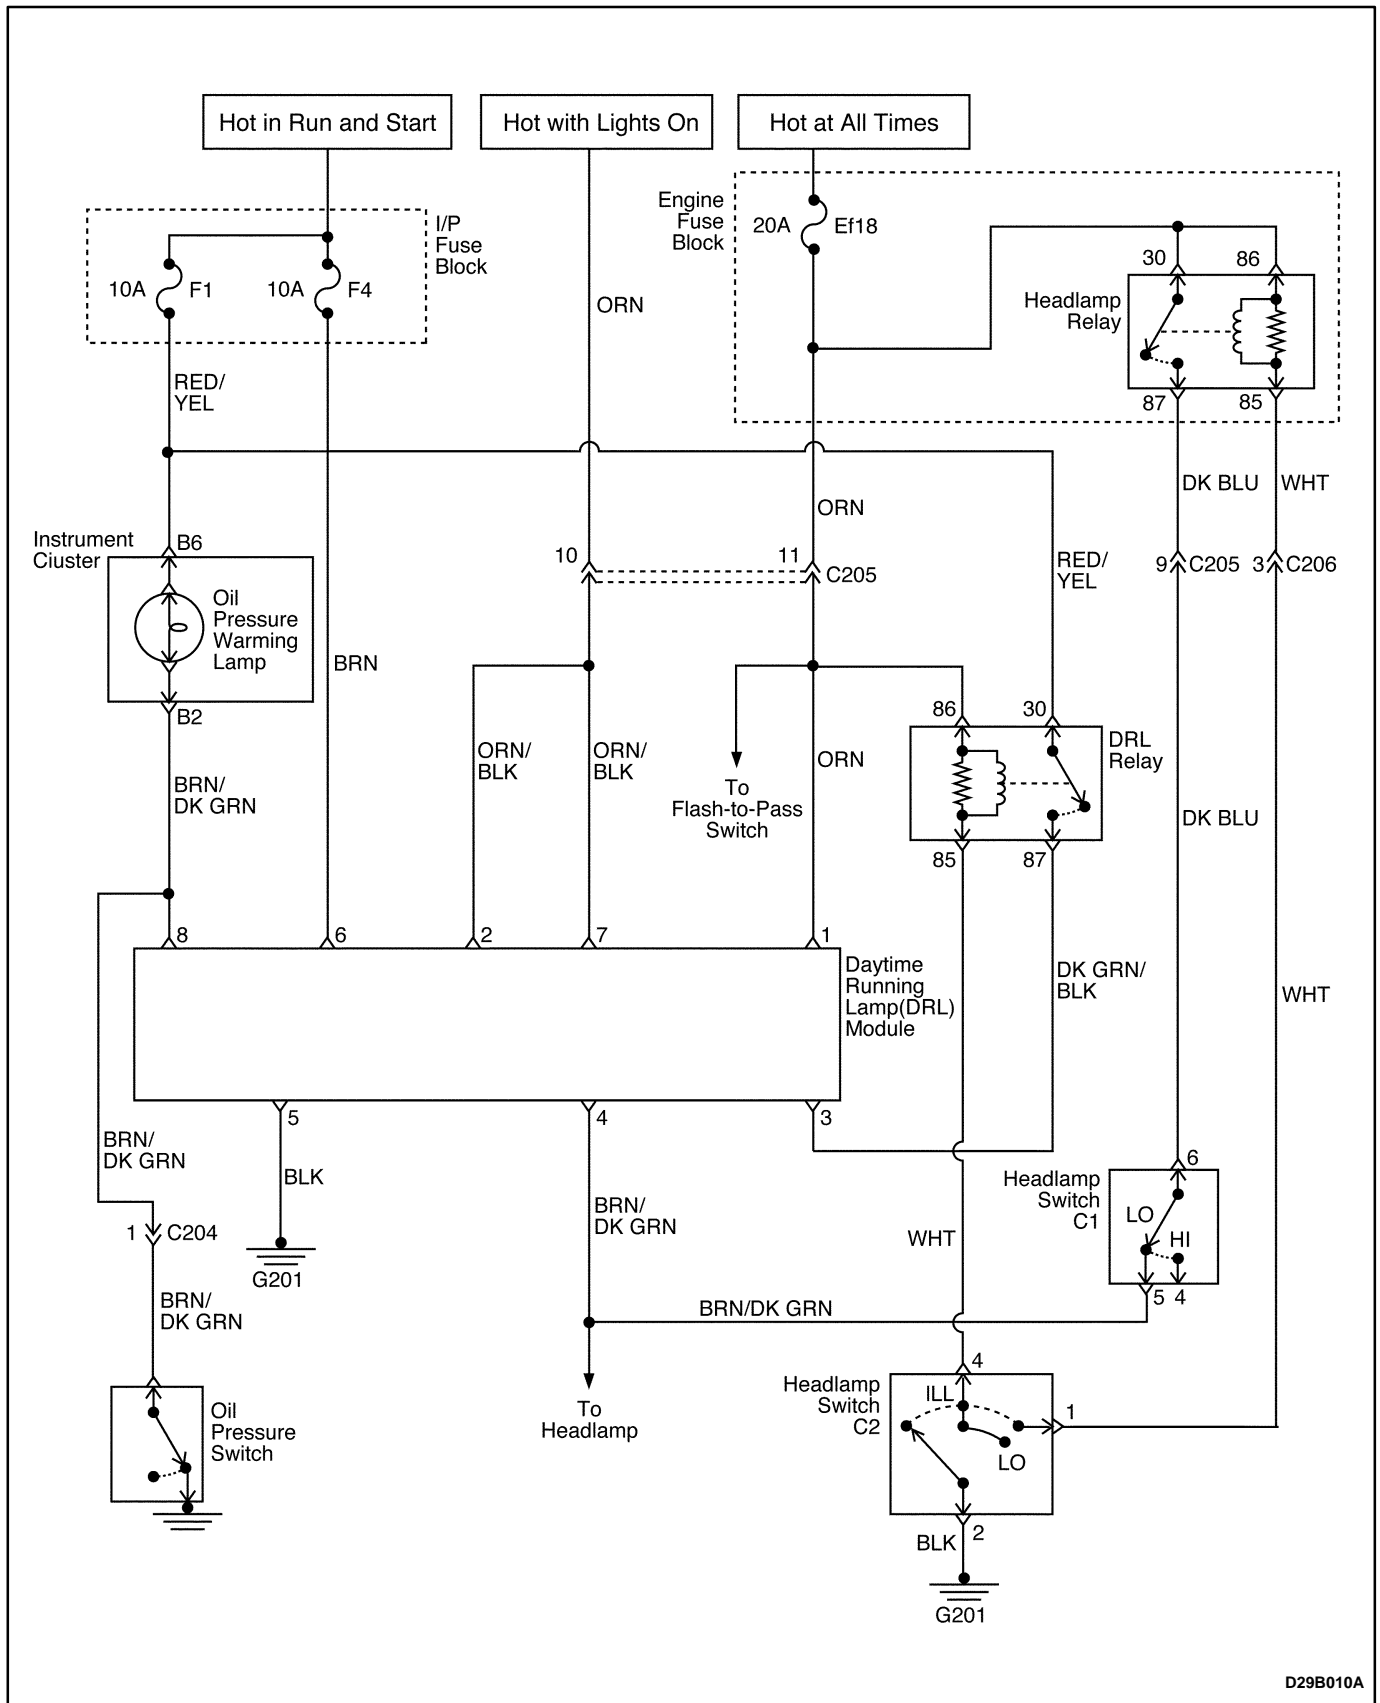 Hot in Run and Start
Hot with Lights On
Hot at All Times
I/P
Fuse
Block
10A
F1
10A
F4
Engine
Fuse
Block
20A
Ef18
ORN
30
86
Headlamp
Relay
87
85
RED/
YEL
DK BLU
WHT
ORN
Instrument
Ciuster
B6
10
11
C205
RED/
YEL
9
C205
3
C206
Oil
Pressure
Warming
Lamp
BRN
B2
86
30
DRL
Relay
ORN/
BLK
ORN/
BLK
ORN
To
Flash-to-Pass
Switch
BRN/
DK GRN
DK BLU
85
87
8
6
2
7
1
Daytime
Running
Lamp(DRL)
Module
DK GRN/
BLK
WHT
5
4
3
BRN/
DK GRN
BLK
BRN/
DK GRN
WHT
Headlamp
Switch
C1
6
LO
HI
5
4
1
C204
G201
BRN/
DK GRN
BRN/DK GRN
Oil
Pressure
Switch
To
Headlamp
Headlamp
Switch
C2
4
ILL
1
LO
2
BLK
G201
D29B010A